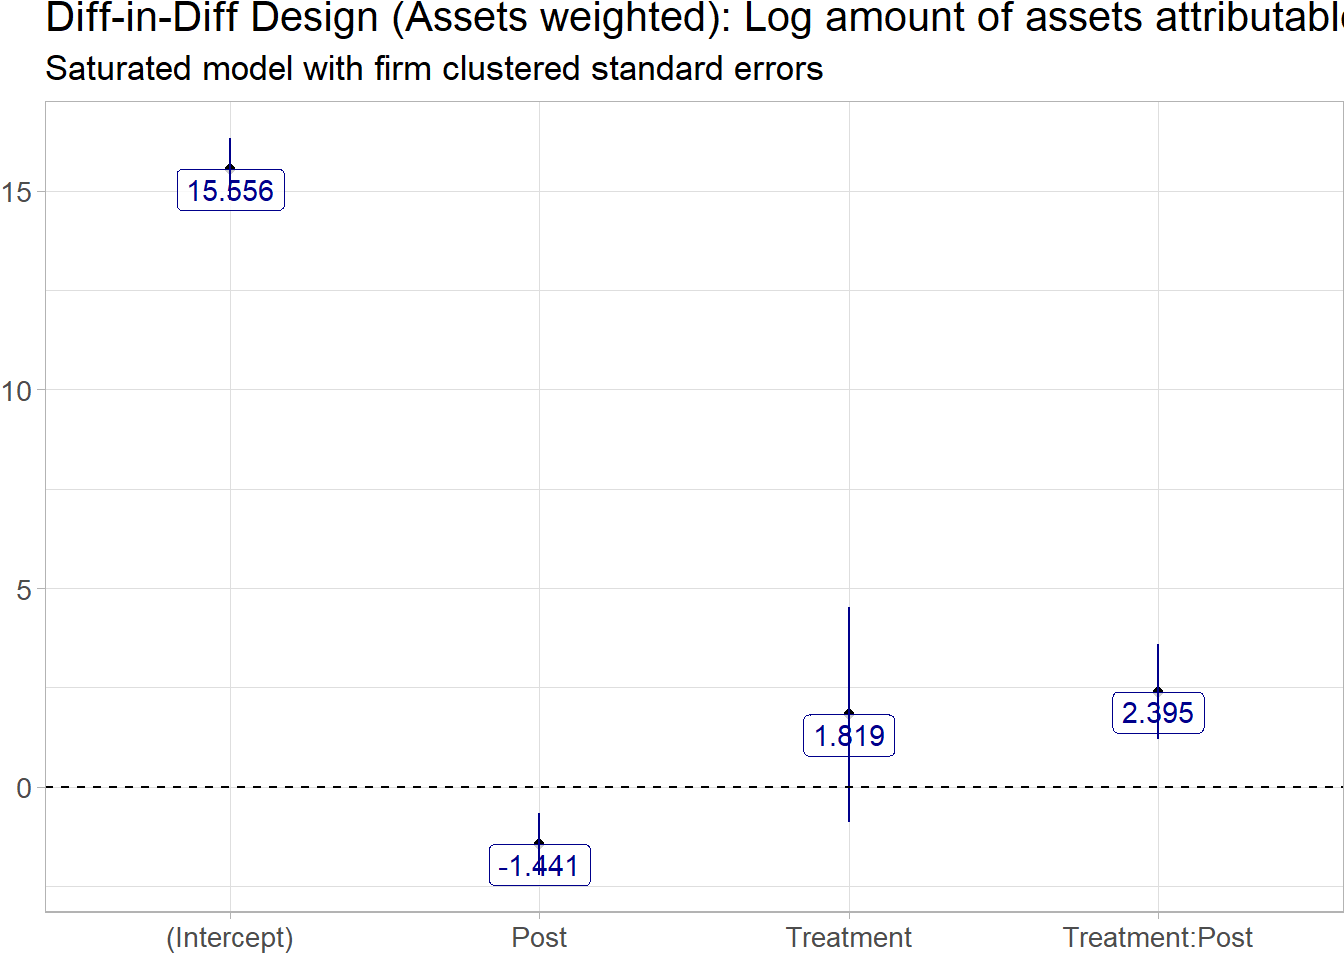 Diff-in-Diff Design (Assets weighted): Log amount of assets attributable
Saturated model with firm clustered standard errors
15
10
5
0
15.556
-1.441
1.819
2.395
(Intercept)
Post
Treatment
Treatment:Post